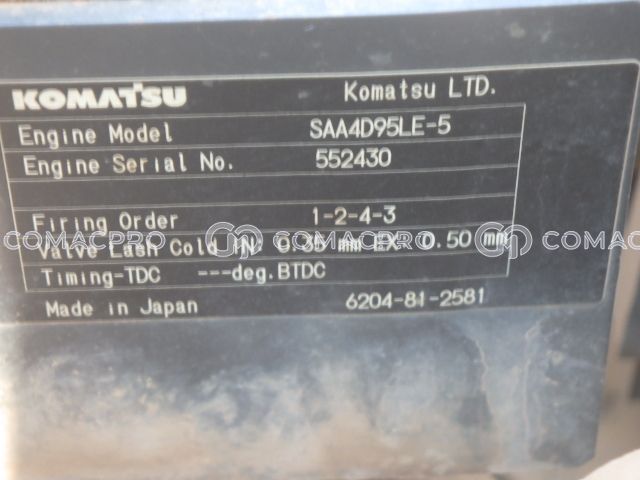 KOMATSU Komatsu LTD.
Engine Model SAA4D95LE-5
Engine Serial No. 552430
Firing Order 1-2-4-3
Valve Lash Cold IN: 0.35 mm EX 0.50 mm
Timing-TDC ---deg.BTDC
Made in Japan 6204-81-2581
COMACPRO COMACPRO COMACPRO